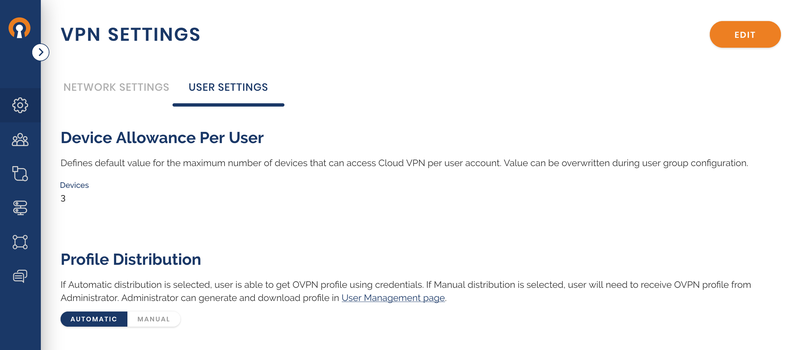 VPN SETTINGS
EDIT
NETWORK SETTINGS
USER SETTINGS
Device Allowance Per User
Defines default value for the maximum number of devices that can access Cloud VPN per user account. Value can be overwritten during user group configuration.
Devices
3
Profile Distribution
If Automatic distribution is selected, user is able to get OVPN profile using credentials. If Manual distribution is selected, user will need to receive OVPN profile from
Administrator. Administrator can generate and download profile in User Management page.
AUTOMATIC
MANUAL